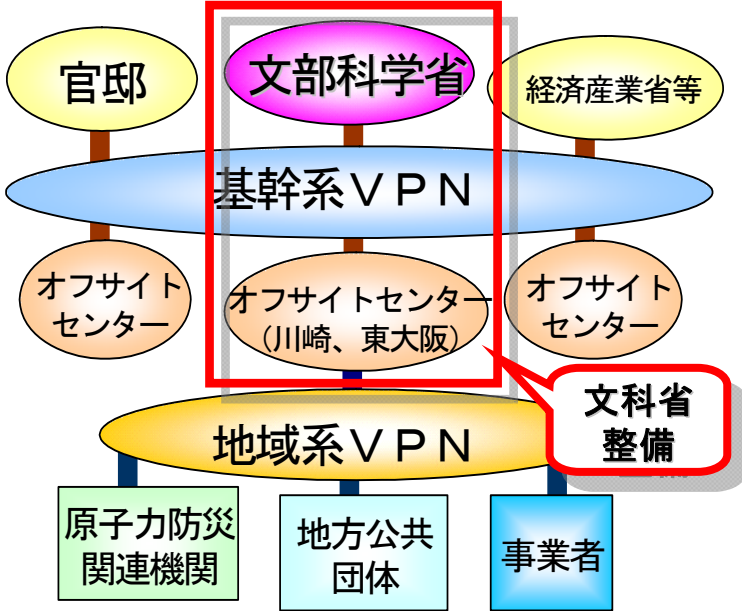 官邸
文部科学省
経済産業省等
基幹系ＶＰＮ
オフサイト
センター
オフサイトセンター
（川崎、東大阪）
オフサイト
センター
文科省
整備
地域系ＶＰＮ
原子力防災
関連機関
地方公共
団体
事業者